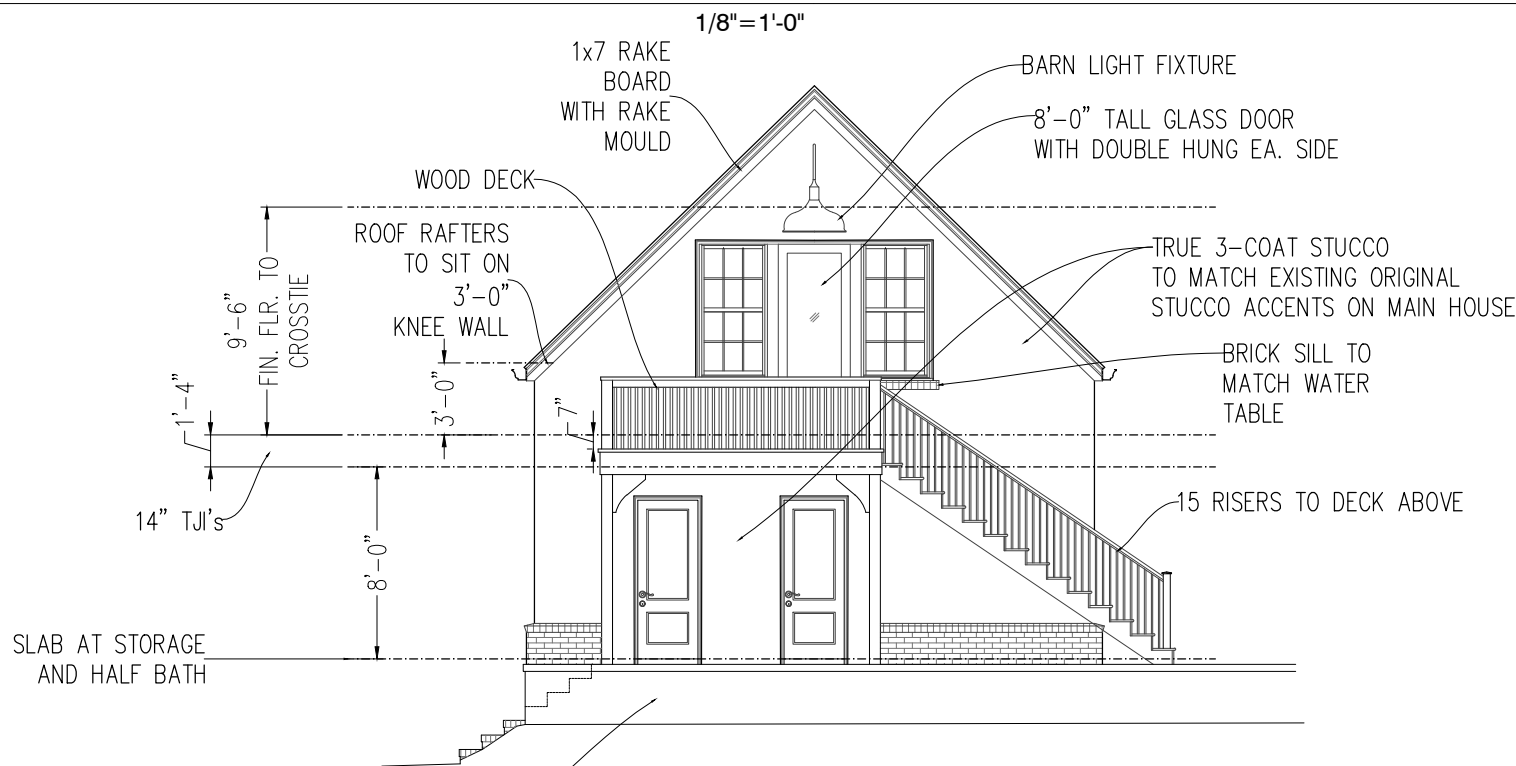 1/8"=1'-0"
1x7 RAKE
BOARD
WITH RAKE
MOULD
BARN LIGHT FIXTURE
8'-0" TALL GLASS DOOR
WITH DOUBLE HUNG EA. SIDE
WOOD DECK
ROOF RAFTERS
TO SIT ON
3'-0"
KNEE WALL
TRUE 3-COAT STUCCO
TO MATCH EXISTING ORIGINAL
STUCCO ACCENTS ON MAIN HOUSE
9'-6"
FIN. FLR. TO
CROSSTIE
BRICK SILL TO
MATCH WATER
TABLE
1'-4"
3'-0"
7"
14" TJI's
15 RISERS TO DECK ABOVE
8'-0"
SLAB AT STORAGE
AND HALF BATH